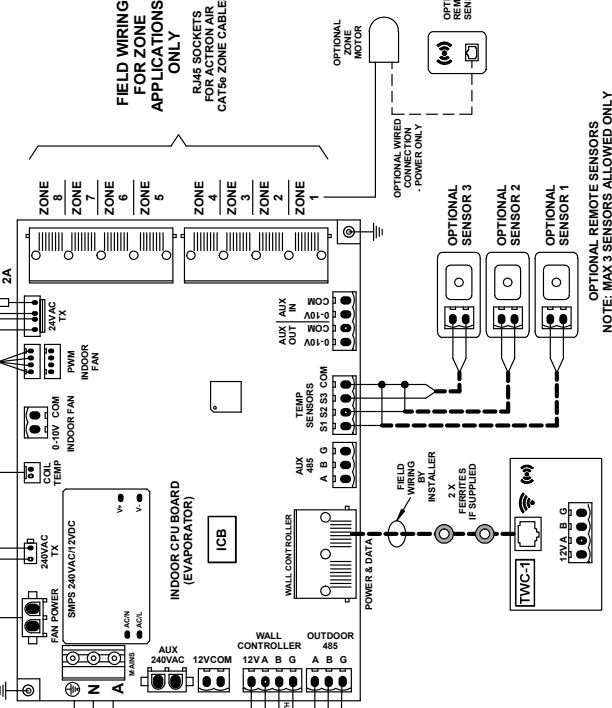 FIELD WIRING
FOR ZONE
APPLICATIONS
ONLY
RJ45 SOCKETS
FOR ACTRON AIR
CAT5e ZONE CABLE
OPTIONAL
ZONE
MOTOR
OPTIONAL WIRED
CONNECTION
- POWER ONLY
2A
ZONE
8
ZONE
7
ZONE
6
ZONE
5
ZONE
4
ZONE
3
ZONE
2
ZONE
1
24VAC
TX
PWM
INDOOR
FAN
0-10V COM
INDOOR FAN
COIL
TEMP
240VAC
TX
FAN POWER
SMPS 240VAC/12VDC
V+
V-
AC/N
AC/L
MAINS
N
A
INDOOR CPU BOARD
(EVAPORATOR)
ICB
AUX
OUT
AUX
IN
0-10V
COM
0-10V
COM
TEMP
SENSORS
S1
S2
S3
COM
AUX
485
A
B
G
WALL CONTROLLER
POWER & DATA
AUX
240VAC
12VCOM
WALL
CONTROLLER
12V A B G
OUTDOOR
485
A B G
FIELD
WIRING
BY
INSTALLER
2 X
FERRITES
IF SUPPLIED
TWC-1
12V A B G
OPTIONAL
SENSOR 3
OPTIONAL
SENSOR 2
OPTIONAL
SENSOR 1
OPTIONAL REMOTE SENSORS
NOTE: MAX 3 SENSORS ALLOWED ONLY